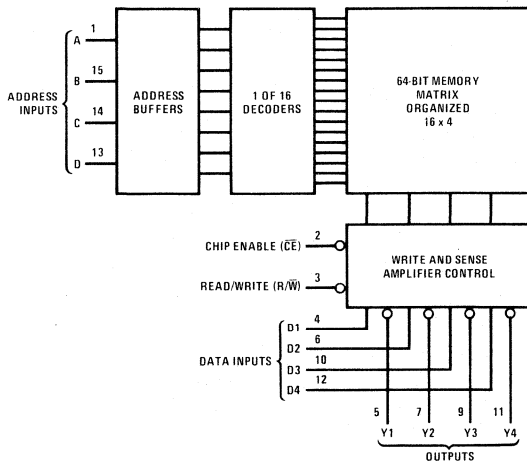 ADDRESS
INPUTS
A 1
B 15
C 14
D 13
ADDRESS
BUFFERS
1 OF 16
DECODERS
64-BIT MEMORY
MATRIX
ORGANIZED
16 x 4
CHIP ENABLE (C̅E̅) 2
READ/WRITE (R/W̅) 3
WRITE AND SENSE
AMPLIFIER CONTROL
DATA INPUTS
D1 4
D2 6
D3 10
D4 12
5 7 9 11
Y1 Y2 Y3 Y4
OUTPUTS